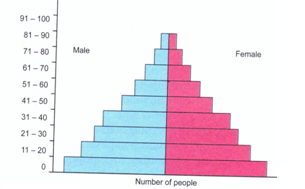 91 – 100
81 – 90
71 – 80
61 – 70
51 – 60
41 – 50
31 – 40
21 – 30
11 – 20
0
Male
Female
Number of people